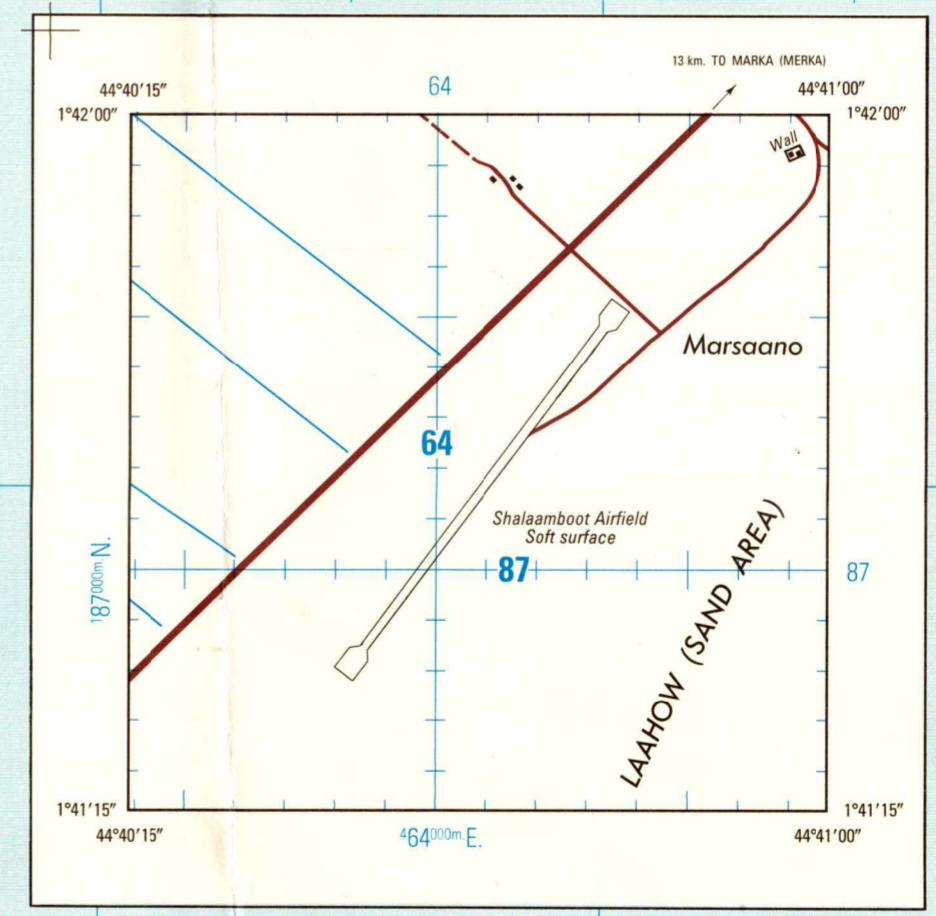 13 km. TO MARKA (MERKA)
44°40'15"
64
44°41'00"
1°42'00"
1°42'00"
Wall
Marsaano
64
Shalaamboot Airfield
Soft surface
187000m.N.
87
87
LAAHOW (SAND AREA)
1°41'15"
1°41'15"
44°40'15"
464000m.E.
44°41'00"